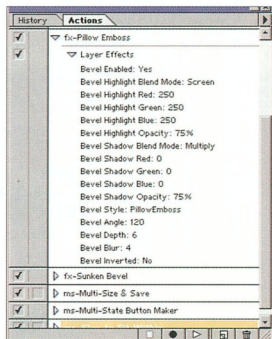 History
Actions
fx-Pillow Emboss
Layer Effects
Bevel Enabled: Yes
Bevel Highlight Blend Mode: Screen
Bevel Highlight Red: 250
Bevel Highlight Green: 250
Bevel Highlight Blue: 250
Bevel Highlight Opacity: 75%
Bevel Shadow Blend Mode: Multiply
Bevel Shadow Red: 0
Bevel Shadow Green: 0
Bevel Shadow Blue: 0
Bevel Shadow Opacity: 75%
Bevel Style: PillowEmboss
Bevel Angle: 120
Bevel Depth: 6
Bevel Blur: 4
Bevel Inverted: No
fx-Sunken Bevel
ms-Multi-Size & Save
ms-Multi-State Button Maker